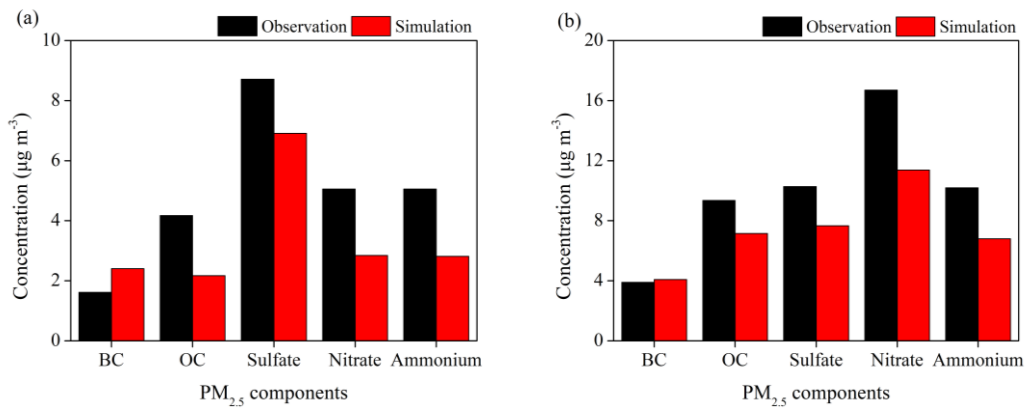 (a)
Observation Simulation
10
8
6
4
2
0
Concentration (μg m⁻³)
BC OC Sulfate Nitrate Ammonium
PM₂.₅ components
(b)
Observation Simulation
20
16
12
8
4
0
Concentration (μg m⁻³)
BC OC Sulfate Nitrate Ammonium
PM₂.₅ components